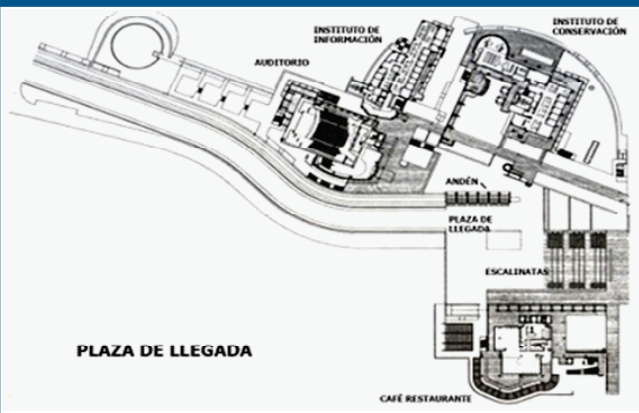 INSTITUTO DE
INFORMACIÓN
INSTITUTO DE
CONSERVACIÓN
AUDITORIO
ANDÉN
PLAZA DE
LLEGADA
ESCALINATAS
PLAZA DE LLEGADA
CAFÉ RESTAURANTE